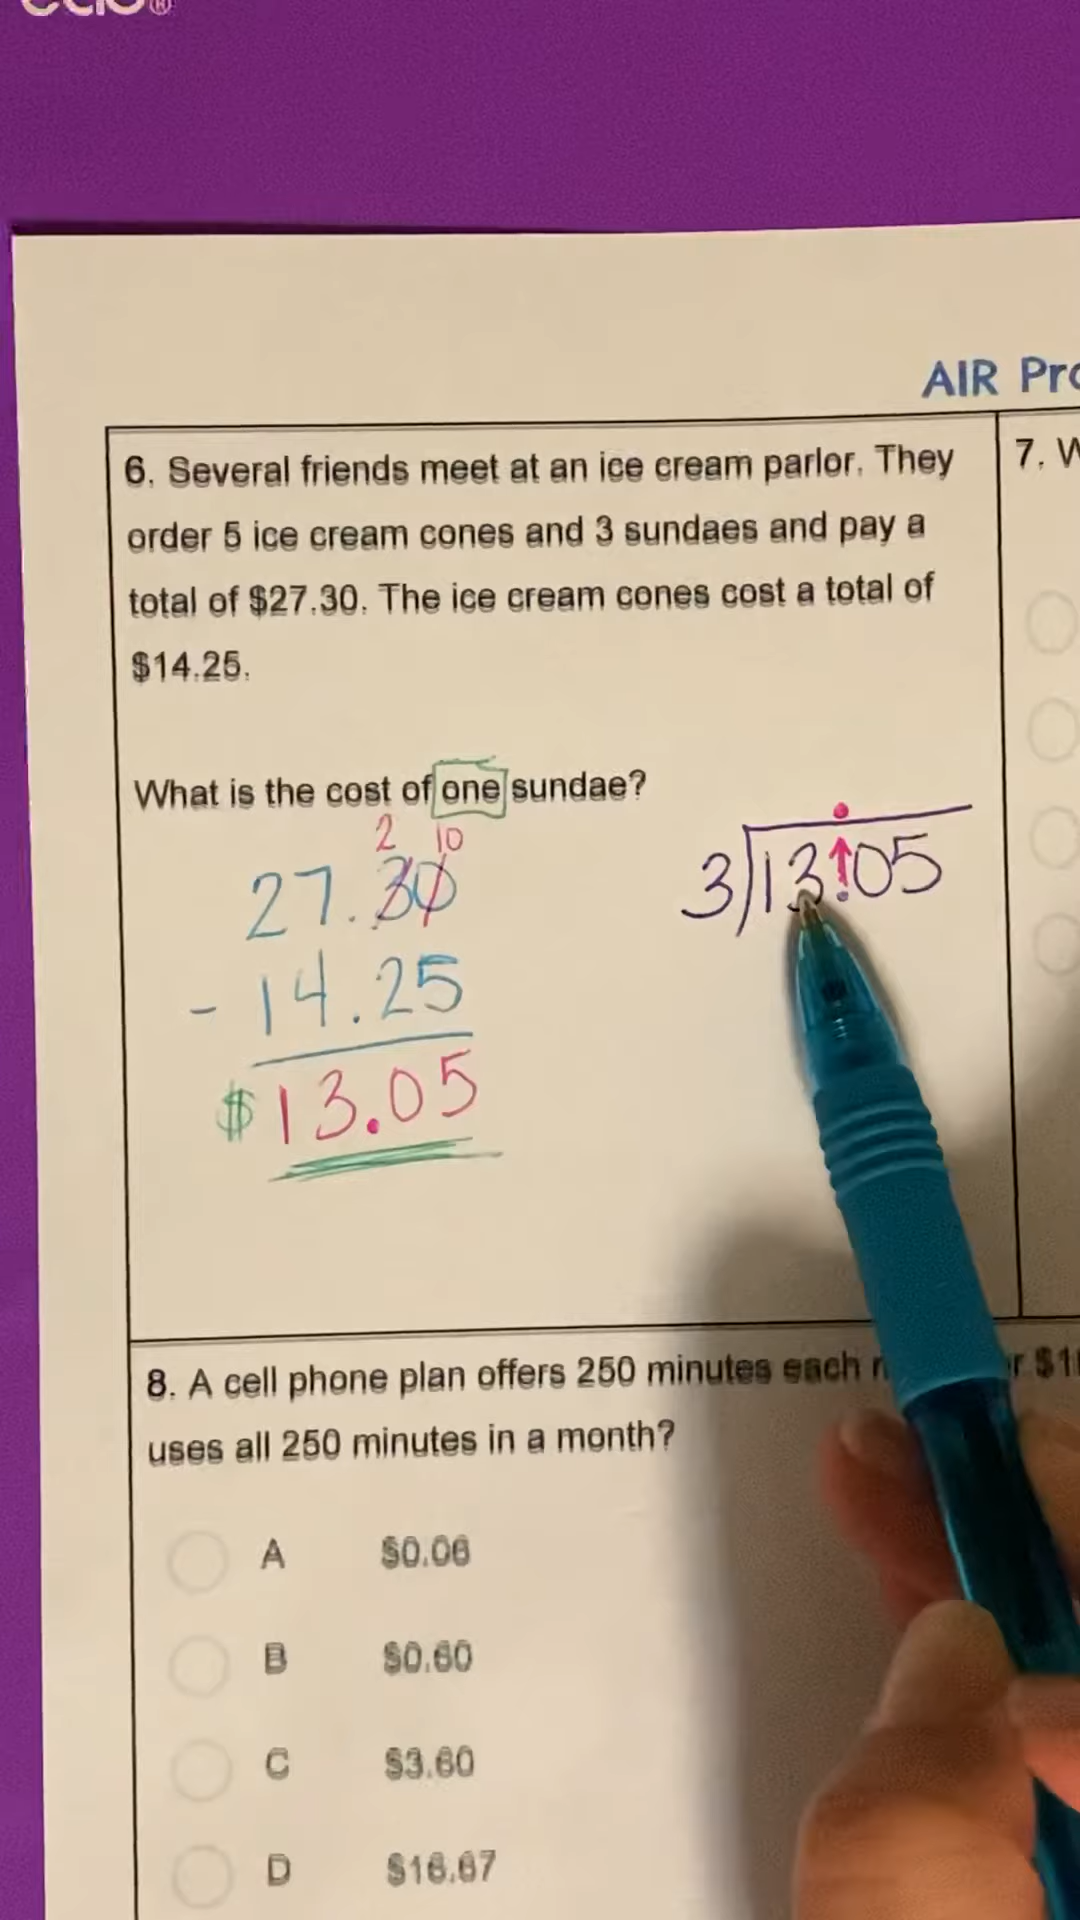 AIR
6. Several friends meet at an ice cream parlor. They
order 5 ice cream cones and 3 sundaes and pay a
total of $27.30. The ice cream cones cost a total of
$14.25.
What is the cost of one sundae?
2 10
27.30
- 14.25
$13.05
3 13.05
7.
8. A cell phone plan offers 250 minutes each
uses all 250 minutes in a month?
A $0.06
B $0.60
C $3.60
D $16.67